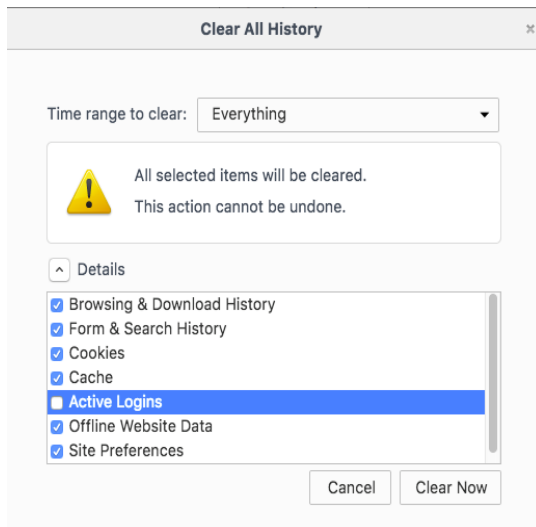 Clear All History
Time range to clear: Everything
All selected items will be cleared.
This action cannot be undone.
Details
Browsing & Download History
Form & Search History
Cookies
Cache
Active Logins
Offline Website Data
Site Preferences
Cancel Clear Now